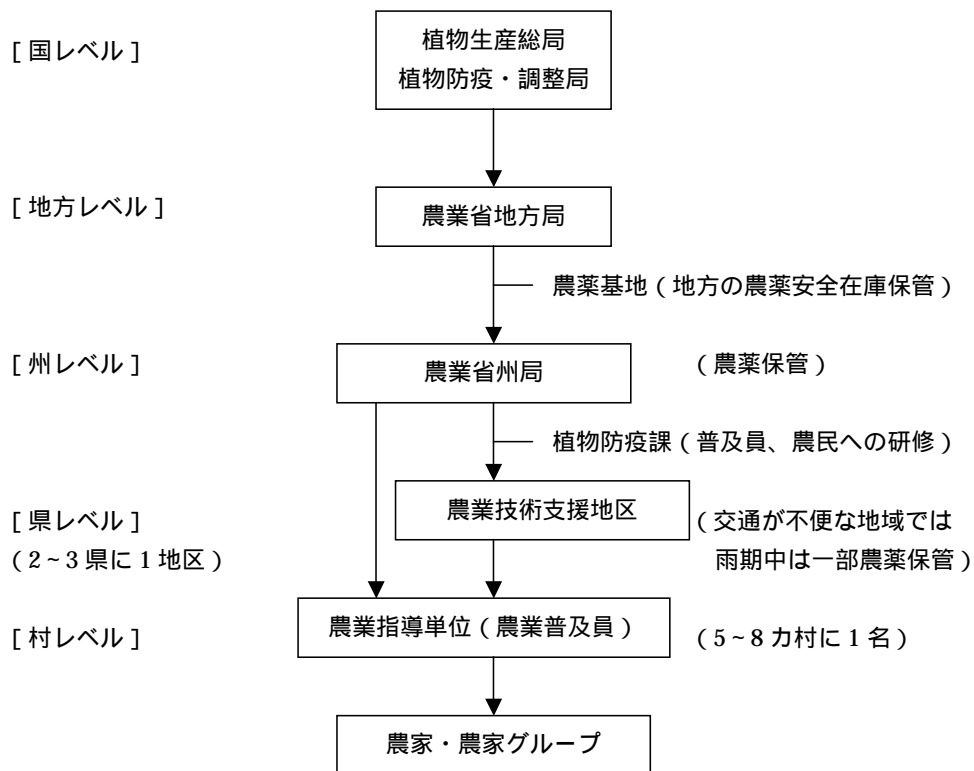 [ 国レベル ]
植物生産総局
植物防疫・調整局
[ 地方レベル ]
農業省地方局
農薬基地（地方の農薬安全在庫保管）
[ 州レベル ]
農業省州局
（農薬保管）
植物防疫課（普及員、農民への研修）
[ 県レベル ]
（2~3 県に 1 地区）
農業技術支援地区
（交通が不便な地域では
雨期中は一部農薬保管）
[ 村レベル ]
農業指導単位（農業普及員）
（5~8 カ村に 1 名）
農家・農家グループ